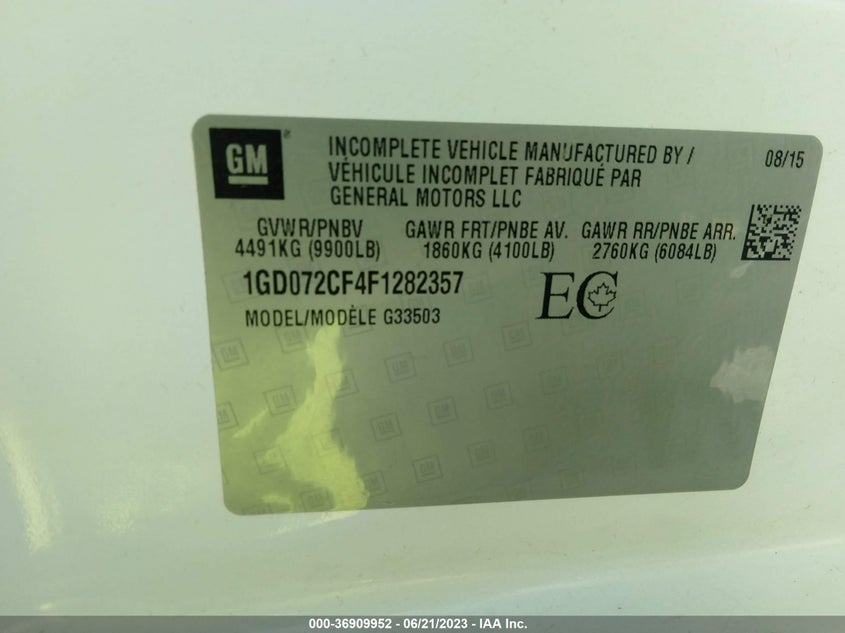 GM
INCOMPLETE VEHICLE MANUFACTURED BY /
VÉHICULE INCOMPLET FABRIQUÉ PAR
GENERAL MOTORS LLC
08/15
GVWR/PNBV GAWR FRT/PNBE AV. GAWR RR/PNBE ARR.
4491KG (9900LB) 1860KG (4100LB) 2760KG (6084LB)
1GD072CF4F1282357
EC
MODEL/MODÈLE G33503
000-36909952 - 06/21/2023 - IAA Inc.